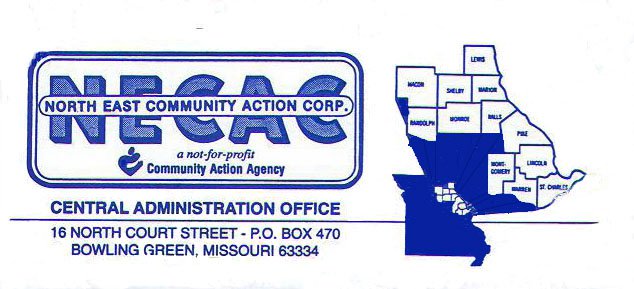 NECAC
NORTH EAST COMMUNITY ACTION CORP.
a not-for-profit
Community Action Agency
CENTRAL ADMINISTRATION OFFICE
16 NORTH COURT STREET - P.O. BOX 470
BOWLING GREEN, MISSOURI 63334
LEWIS
MACON
SHELBY
MARION
RANDOLPH
MONROE
RALLS
PIKE
MONT-
GOMERY
LINCOLN
WARREN
ST. CHARLES